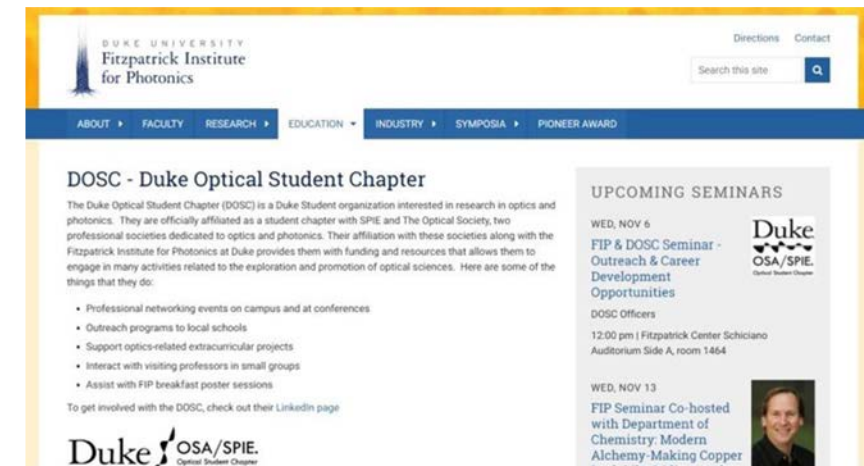 DUKE UNIVERSITY
Fitzpatrick Institute
for Photonics
Directions Contact
Search this site
ABOUT FACULTY RESEARCH EDUCATION INDUSTRY SYMPOSIA PIONEER AWARD
DOSC - Duke Optical Student Chapter
The Duke Optical Student Chapter (DOSC) is a Duke Student organization interested in research in optics and
photonics. They are officially affiliated as a student chapter with SPIE and The Optical Society, two
professional societies dedicated to optics and photonics. Their affiliation with these societies along with the
Fitzpatrick Institute for Photonics at Duke provides them with funding and resources that allows them to
engage in many activities related to the exploration and promotion of optical sciences. Here are some of the
things that they do:
• Professional networking events on campus and at conferences
• Outreach programs to local schools
• Support optics-related extracurricular projects
• Interact with visiting professors in small groups
• Assist with FIP breakfast poster sessions
To get involved with the DOSC, check out their LinkedIn page
Duke OSA/SPIE.
Optical Student Chapter
UPCOMING SEMINARS
WED, NOV 6
FIP & DOSC Seminar -
Outreach & Career
Development
Opportunities
Duke
OSA/SPIE.
Optical Student Chapter
DOSC Officers
12:00 pm | Fitzpatrick Center Schiciano
Auditorium Side A, room 1464
WED, NOV 13
FIP Seminar Co-hosted
with Department of
Chemistry: Modern
Alchemy-Making Copper